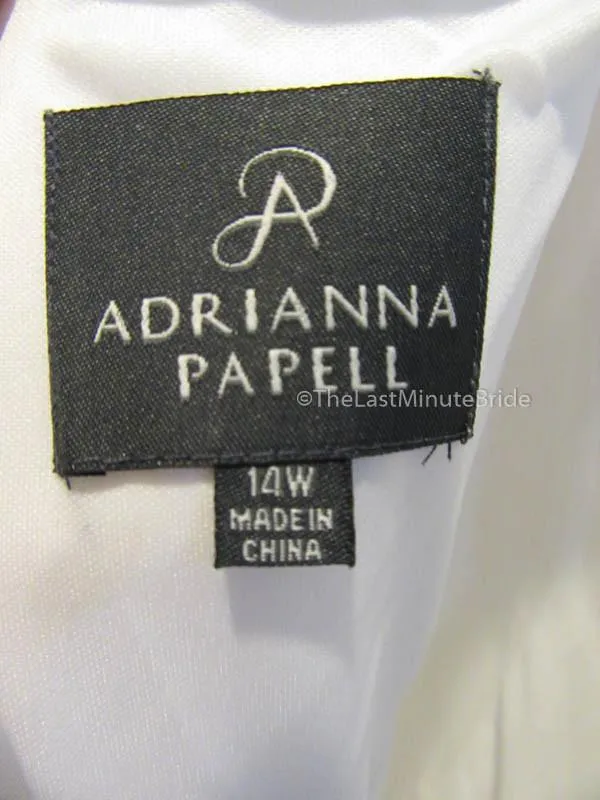 AP
ADRIANNA
PAPELL
©TheLastMinuteBride
14W
MADE IN
CHINA